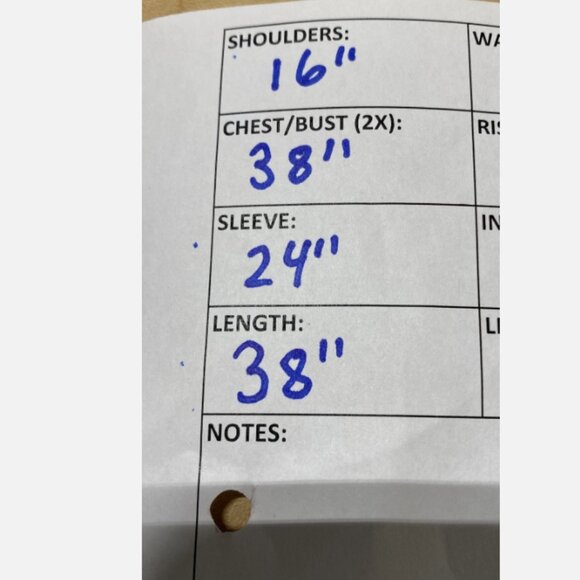 SHOULDERS:
16"
CHEST/BUST (2X):
38"
SLEEVE:
24"
LENGTH:
38"
NOTES: